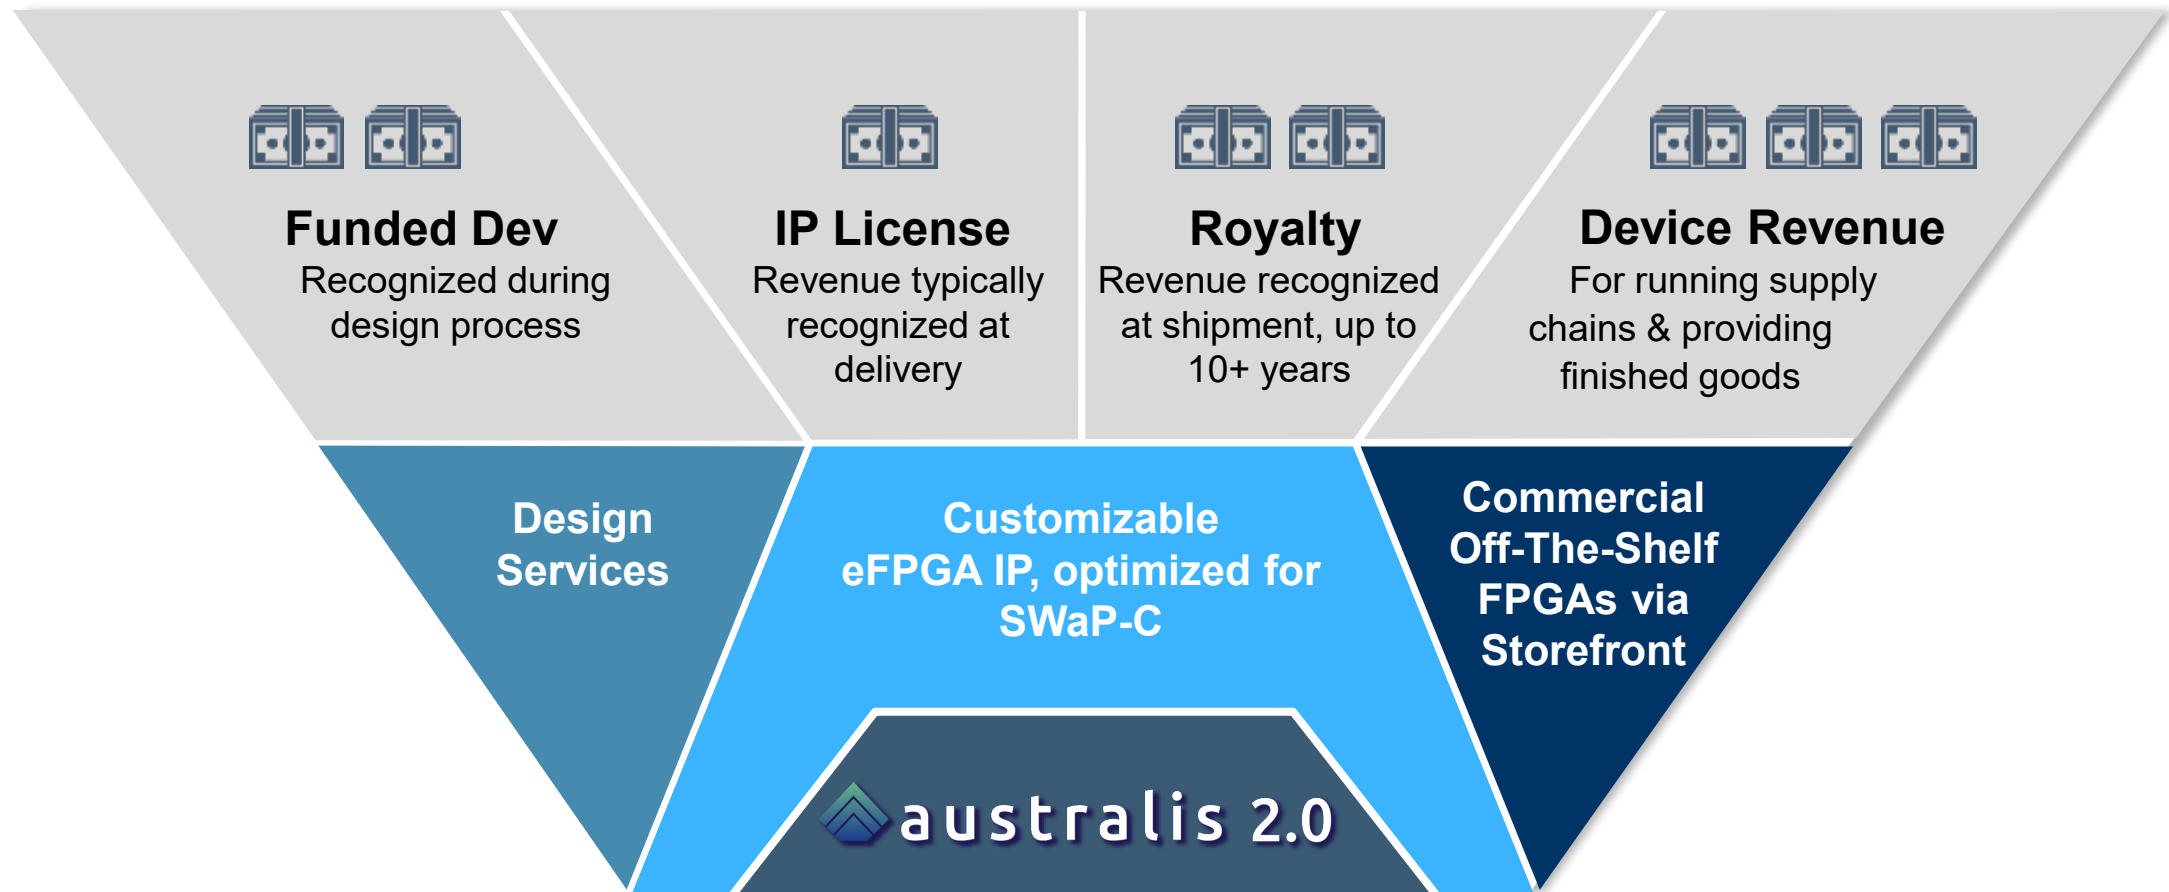 Funded Dev
Recognized during
design process
IP License
Revenue typically
recognized at
delivery
Royalty
Revenue recognized
at shipment, up to
10+ years
Device Revenue
For running supply
chains & providing
finished goods
Design
Services
Customizable
eFPGA IP, optimized for
SWaP-C
Commercial
Off-The-Shelf
FPGAs via
Storefront
australis 2.0